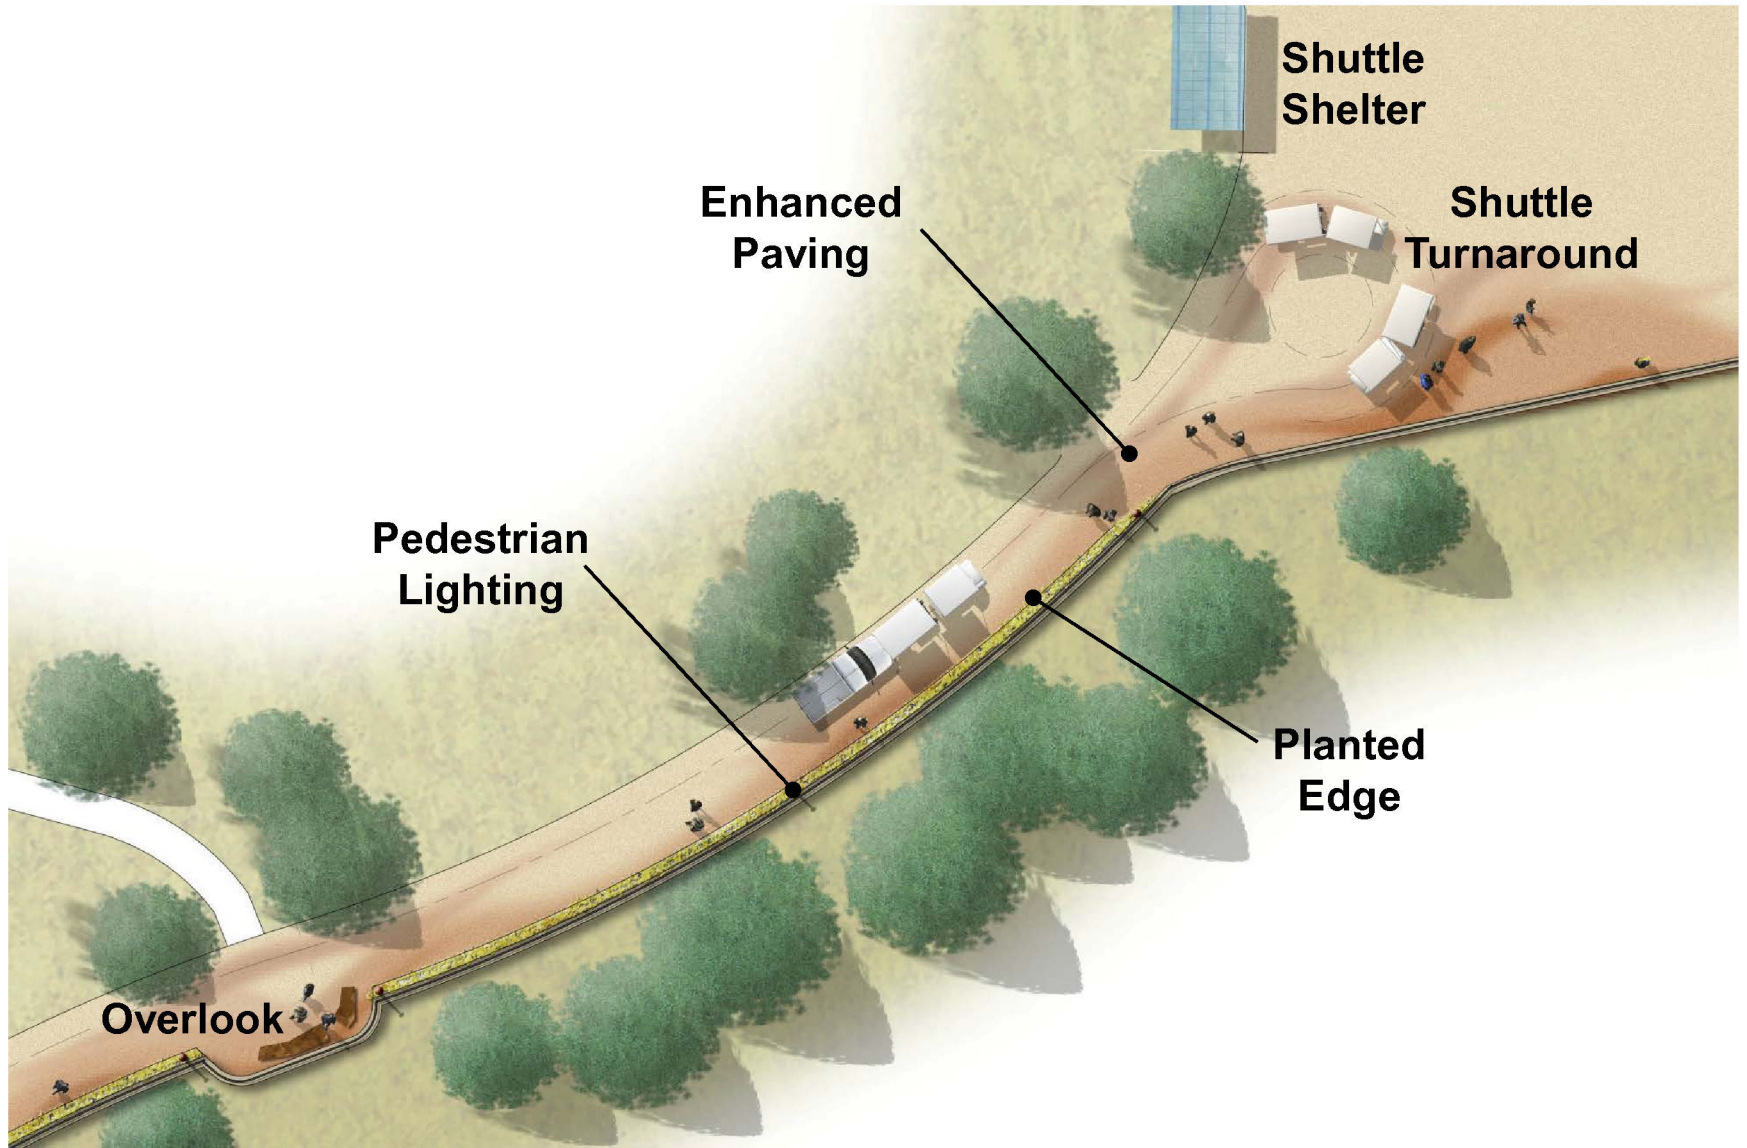 Shuttle
Shelter
Enhanced
Paving
Shuttle
Turnaround
Pedestrian
Lighting
Planted
Edge
Overlook